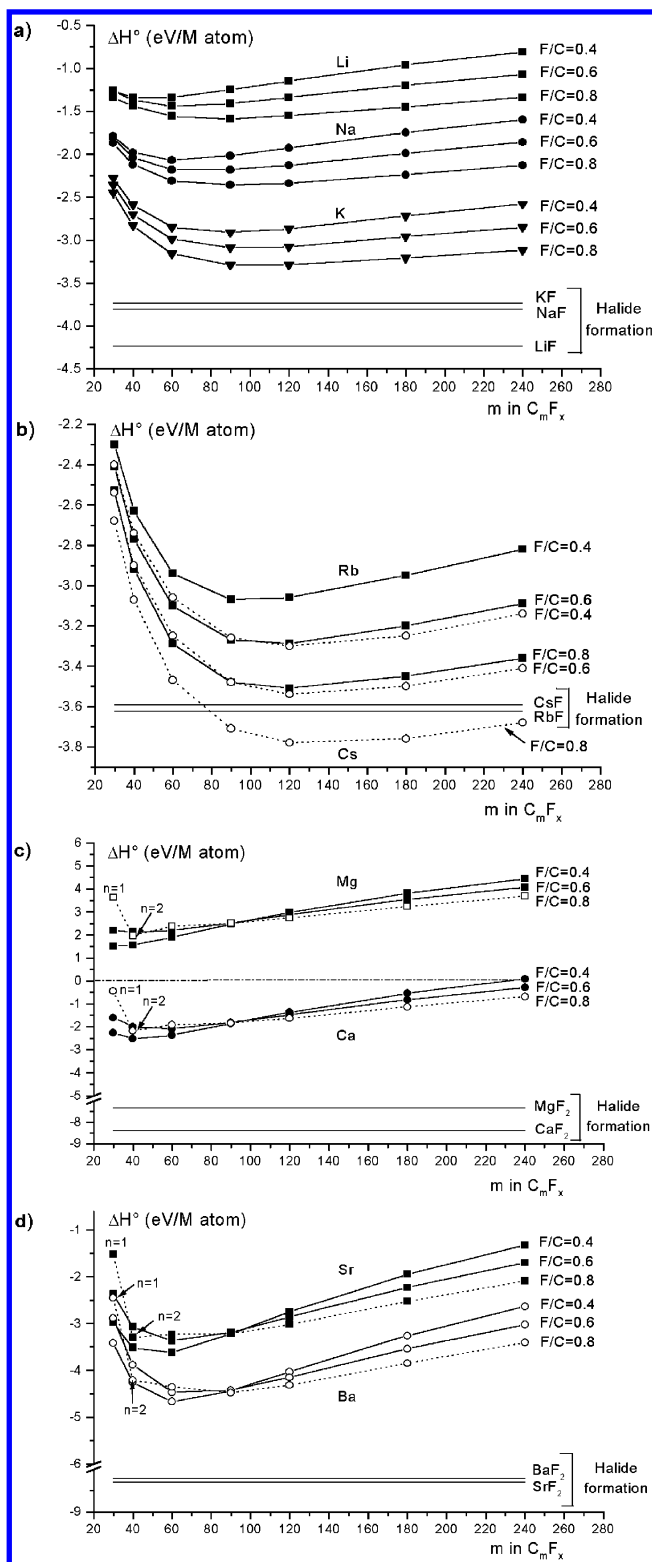 a)
ΔH° (eV/M atom)
-0.5
-1.0
-1.5
-2.0
-2.5
-3.0
-3.5
-4.0
-4.5
Li
F/C=0.4
F/C=0.6
F/C=0.8
Na
F/C=0.4
F/C=0.6
F/C=0.8
K
F/C=0.4
F/C=0.6
F/C=0.8
KF
NaF
LiF
Halide
formation
20 40 60 80 100 120 140 160 180 200 220 240 260 280
m in CmFx
b)
ΔH° (eV/M atom)
-2.2
-2.4
-2.6
-2.8
-3.0
-3.2
-3.4
-3.6
-3.8
Rb
F/C=0.4
F/C=0.6
F/C=0.4
F/C=0.8
F/C=0.6
CsF
RbF
Halide
formation
F/C=0.8
Cs
20 40 60 80 100 120 140 160 180 200 220 240 260 280
m in CmFx
c)
ΔH° (eV/M atom)
6
5
4
3
2
1
0
-1
-2
-3
-4
-5
-8
-9
n=1
n=2
Mg
F/C=0.4
F/C=0.6
F/C=0.8
n=1
n=2
Ca
F/C=0.4
F/C=0.6
F/C=0.8
MgF2
CaF2
Halide
formation
20 40 60 80 100 120 140 160 180 200 220 240 260 280
m in CmFx
d)
ΔH° (eV/M atom)
-1
-2
-3
-4
-5
-6
-9
n=1
n=1
n=2
n=2
Sr
F/C=0.4
F/C=0.6
F/C=0.8
Ba
F/C=0.4
F/C=0.6
F/C=0.8
BaF2
SrF2
Halide
formation
20 40 60 80 100 120 140 160 180 200 220 240 260 280
m in CmFx